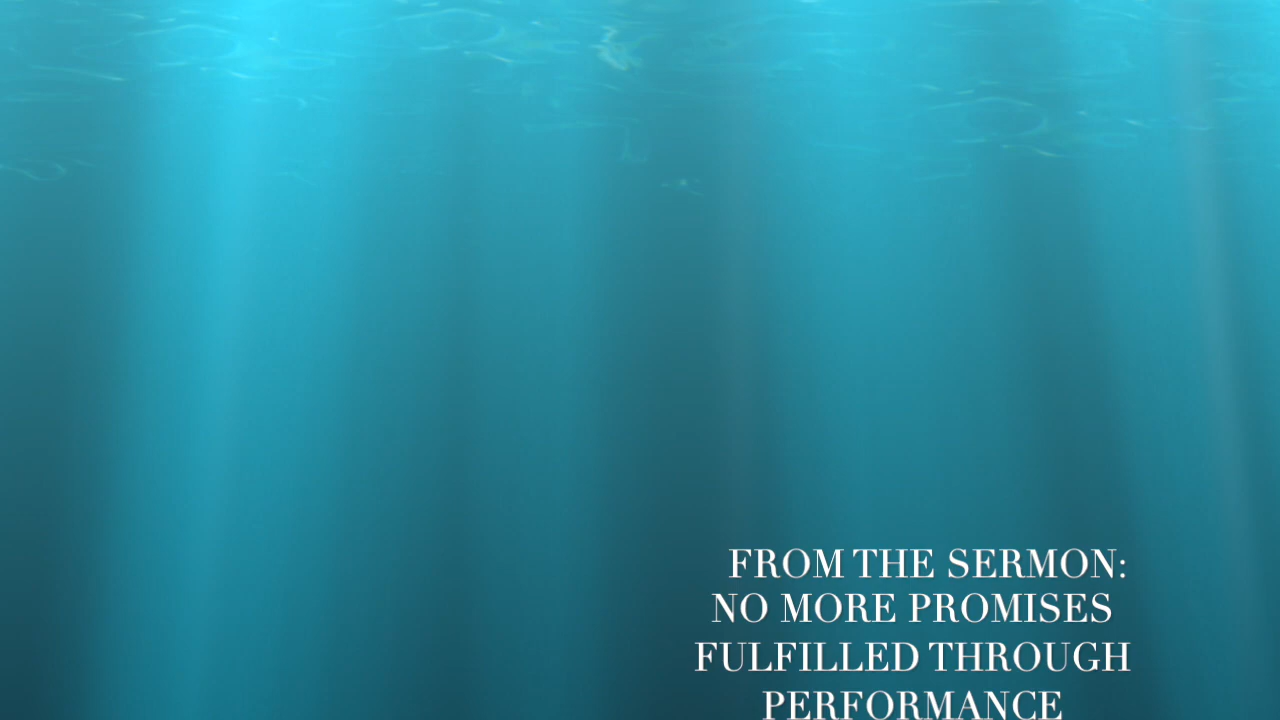 FROM THE SERMON:
NO MORE PROMISES
FULFILLED THROUGH
PERFORMANCE